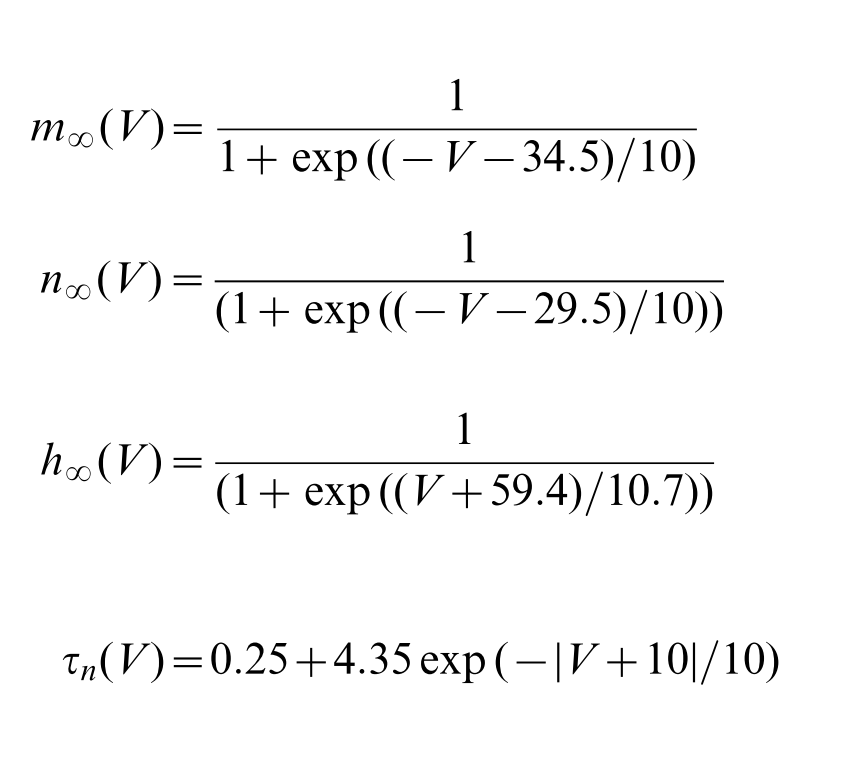 m∞(V) = 1 / (1 + exp((−V − 34.5)/10))
n∞(V) = 1 / (1 + exp((−V − 29.5)/10))
h∞(V) = 1 / (1 + exp((V + 59.4)/10.7))
τn(V) = 0.25 + 4.35 exp(−|V + 10|/10)